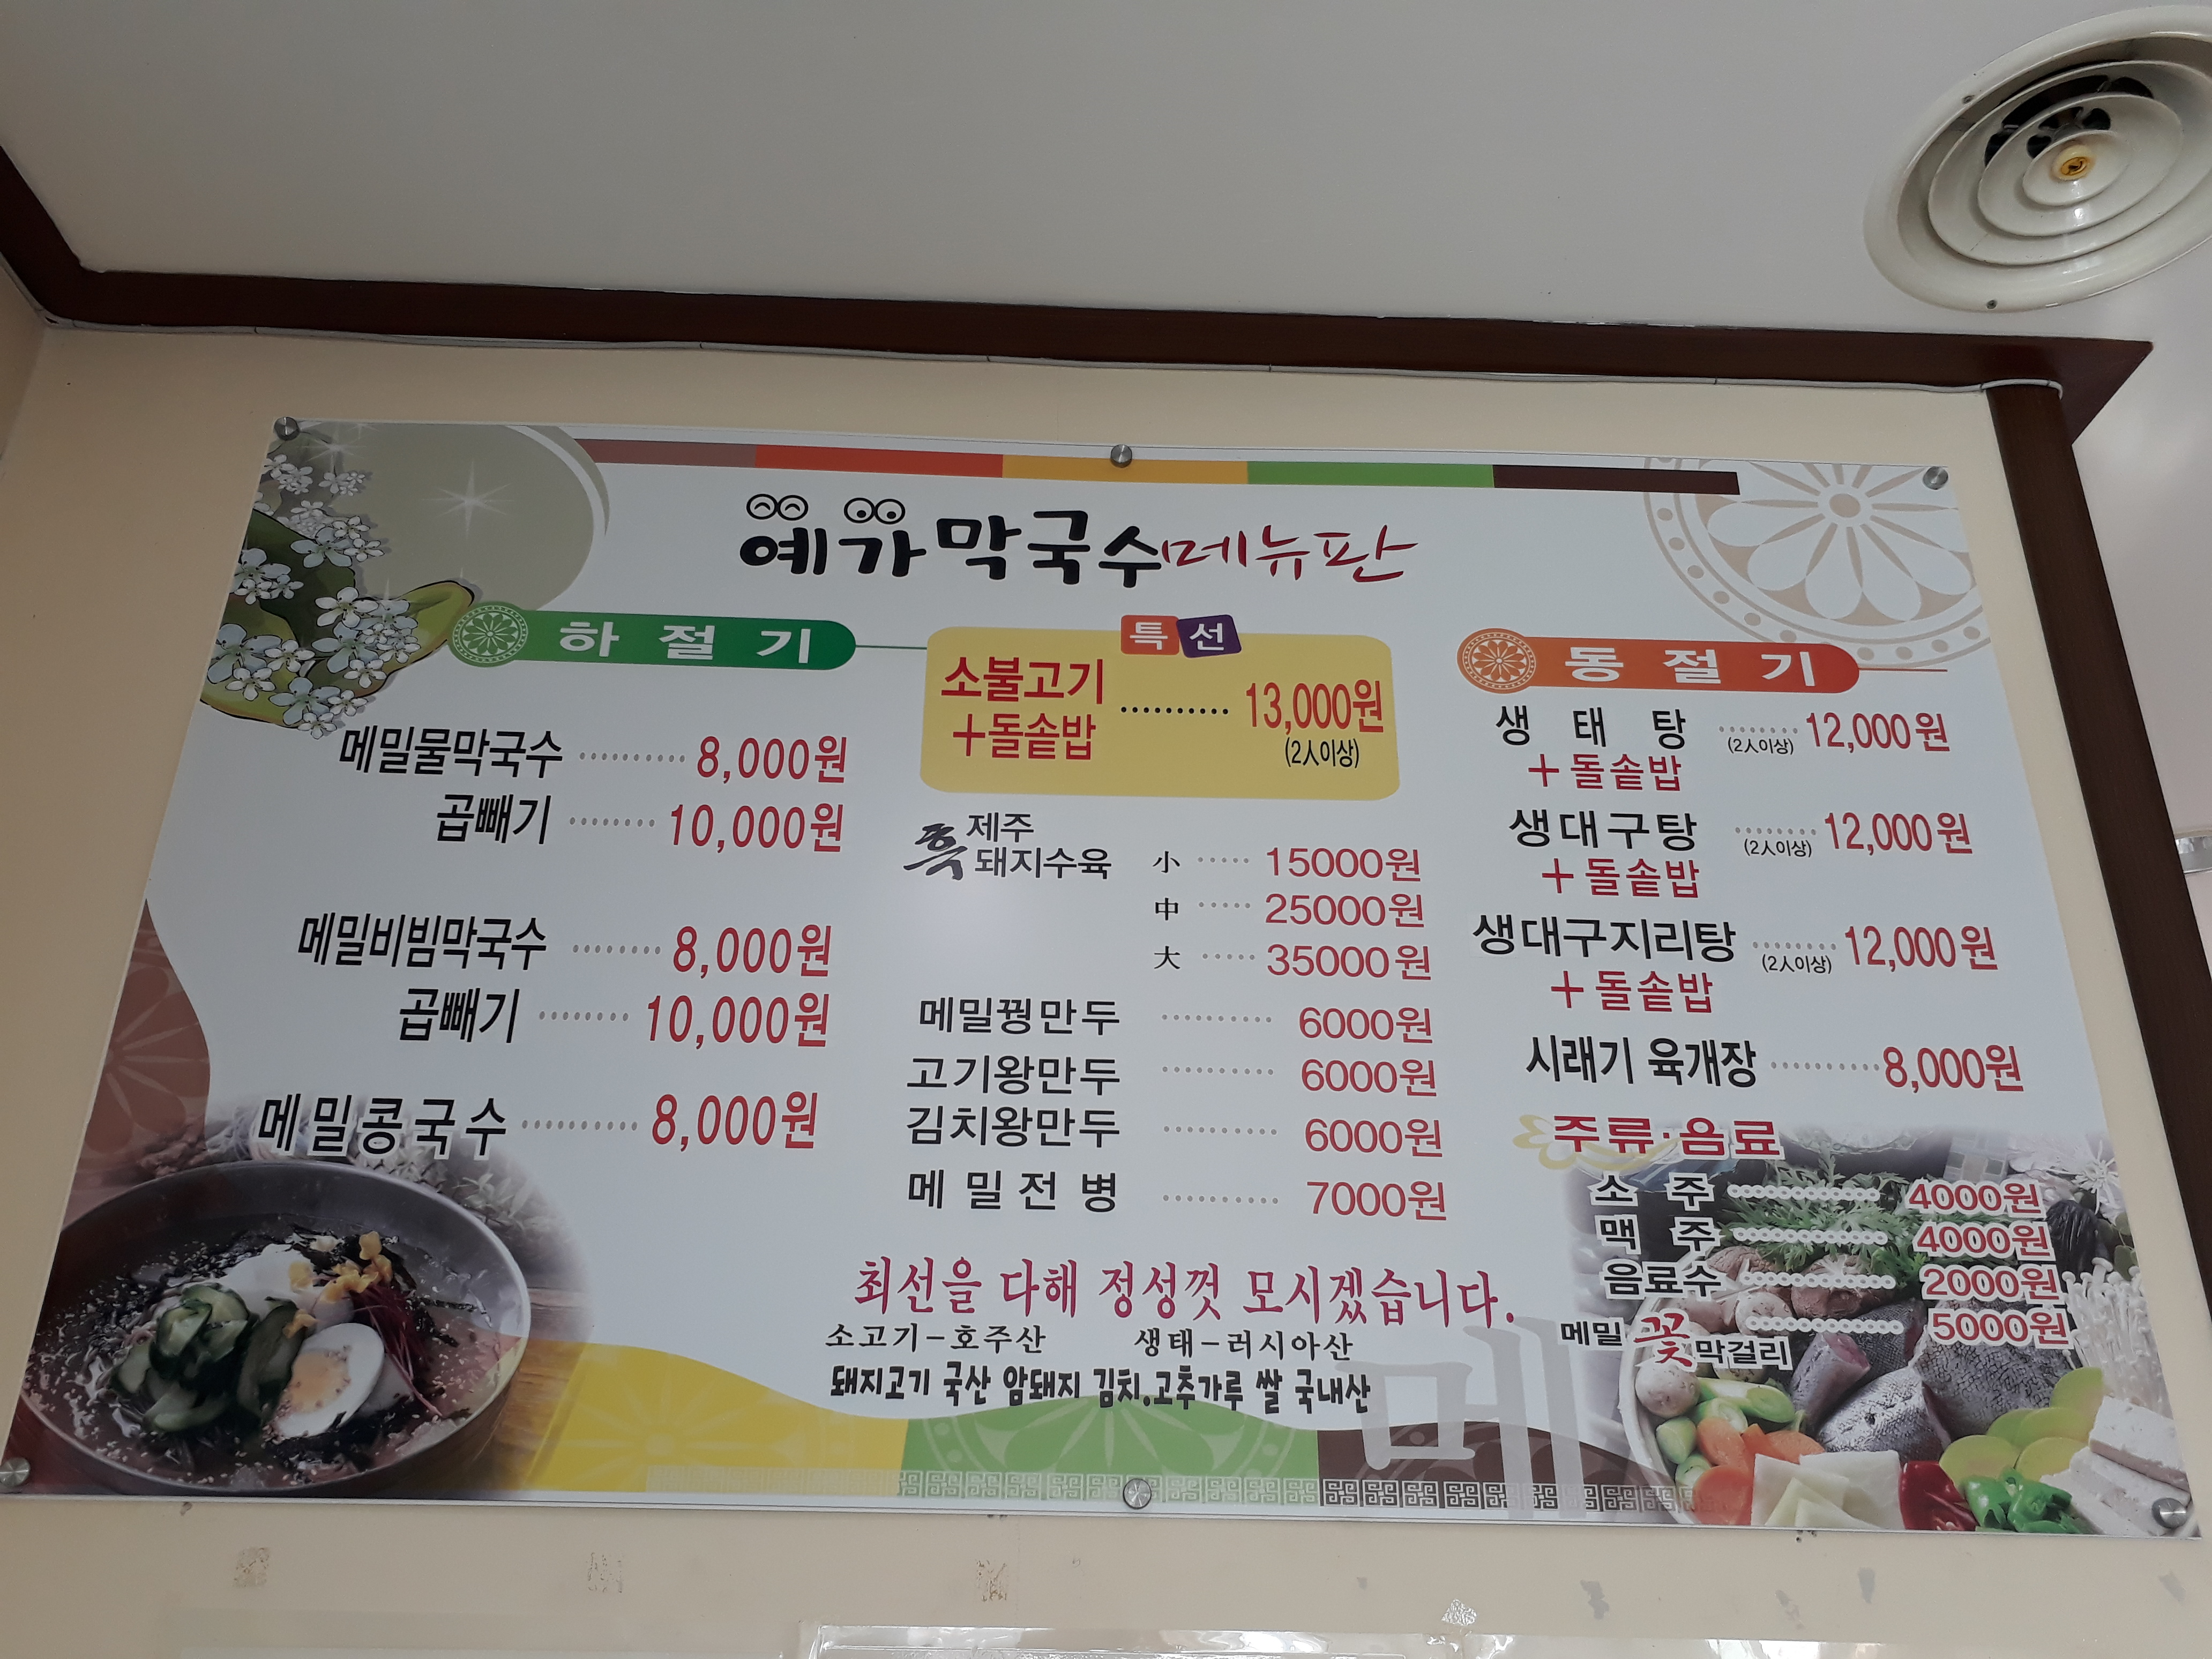 예가 막국수 메뉴판
하절기
메밀물막국수 8,000원
곱빼기 10,000원
메밀비빔막국수 8,000원
곱빼기 10,000원
메밀콩국수 8,000원
특선
소불고기
+돌솥밥 13,000원
(2人이상)
흑 제주
돼지수육 小 15000원
中 25000원
大 35000원
메밀꿩만두 6000원
고기왕만두 6000원
김치왕만두 6000원
메밀전병 7000원
동절기
생태탕 (2人이상) 12,000원
+돌솥밥
생대구탕 (2人이상) 12,000원
+돌솥밥
생대구지리탕 (2人이상) 12,000원
+돌솥밥
시래기 육개장 8,000원
주류·음료
소주 4000원
맥주 4000원
음료수 2000원
메밀꽃막걸리 5000원
최선을 다해 정성껏 모시겠습니다.
소고기-호주산 생태-러시아산
돼지고기 국산 암돼지 김치.고추가루 쌀 국내산
메